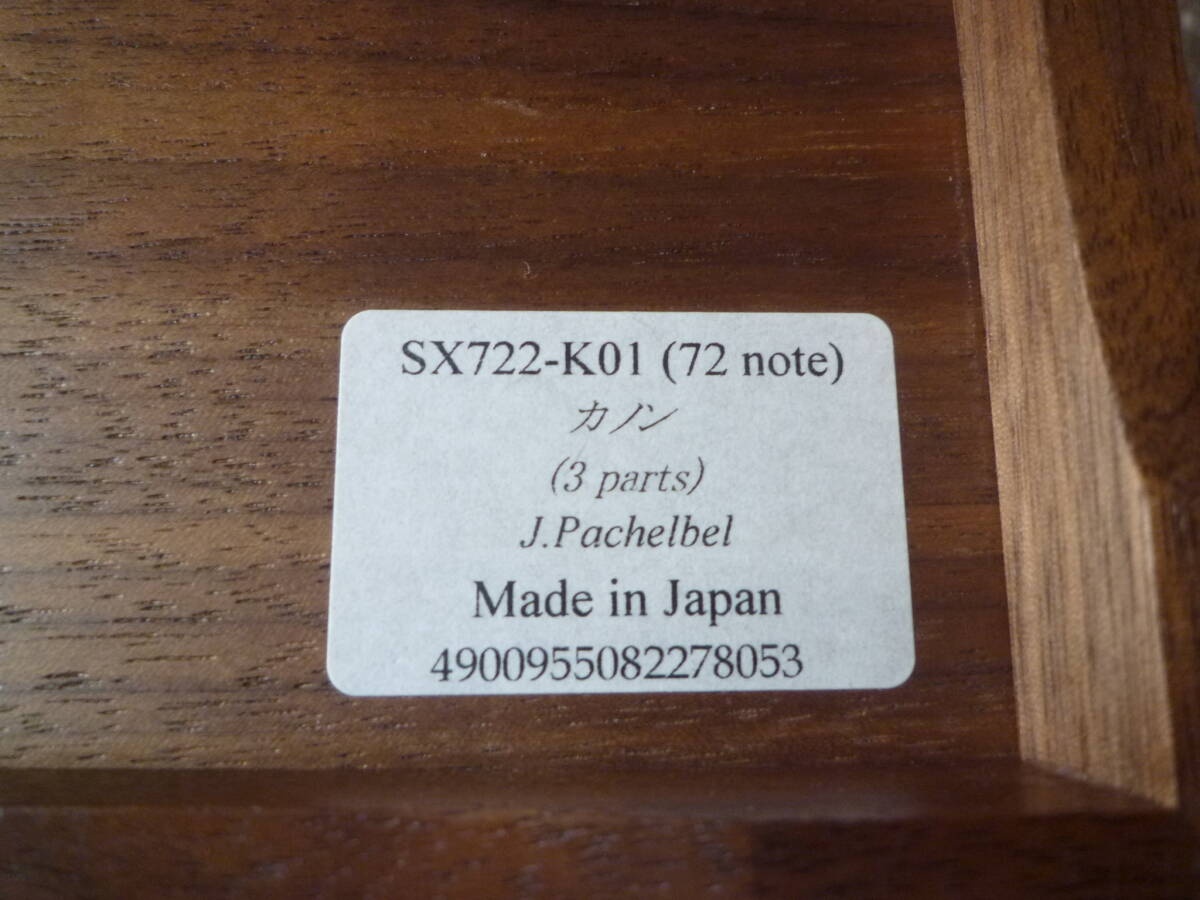 SX722-K01 (72 note)
カノン
(3 parts)
J.Pachelbel
Made in Japan
4900955082278053